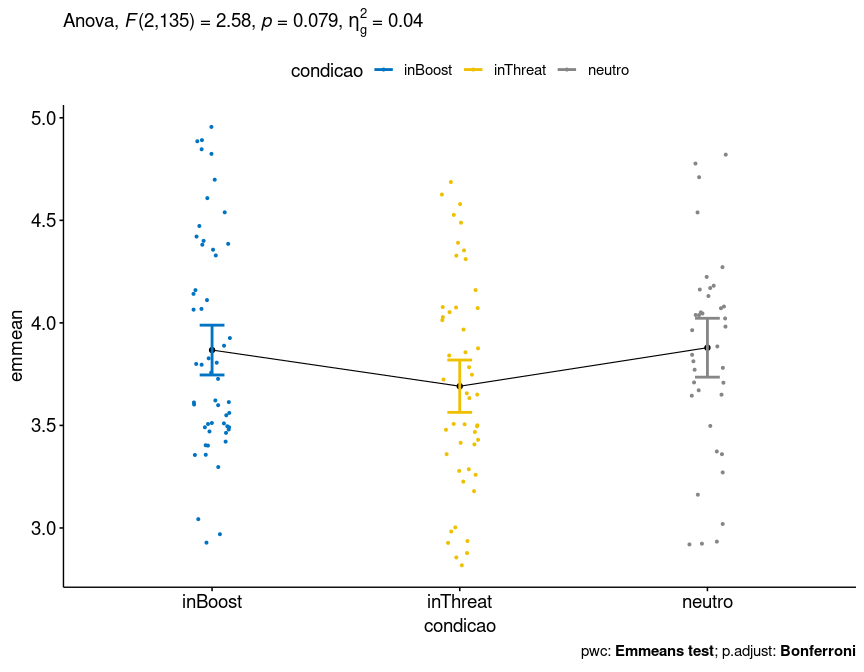 Anova, F(2,135) = 2.58, p = 0.079, η²g = 0.04
condicao inBoost inThreat neutro
5.0
4.5
4.0
3.5
3.0
emmean
inBoost inThreat neutro
condicao
pwc: Emmeans test; p.adjust: Bonferroni